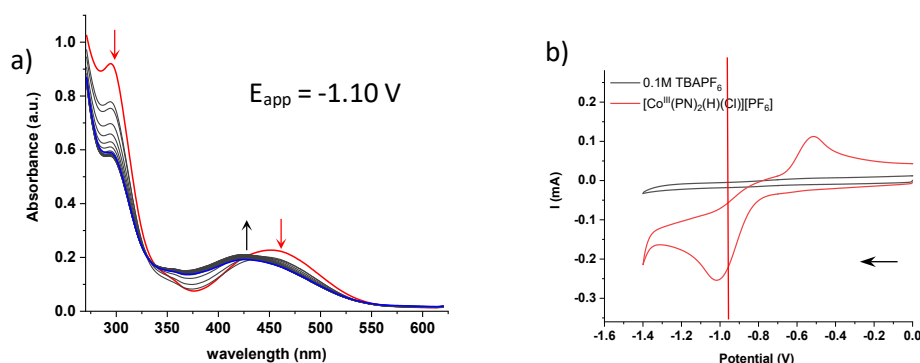 a)
E_app = -1.10 V
Absorbance (a.u.)
1.0
0.8
0.6
0.4
0.2
0.0
300 350 400 450 500 550 600
wavelength (nm)
b)
0.1M TBAPF₆
[Coᴵᴵᴵ(PN)₂(H)(Cl)][PF₆]
I (mA)
0.2
0.1
0.0
-0.1
-0.2
-0.3
-1.6 -1.4 -1.2 -1.0 -0.8 -0.6 -0.4 -0.2 0.0
Potential (V)